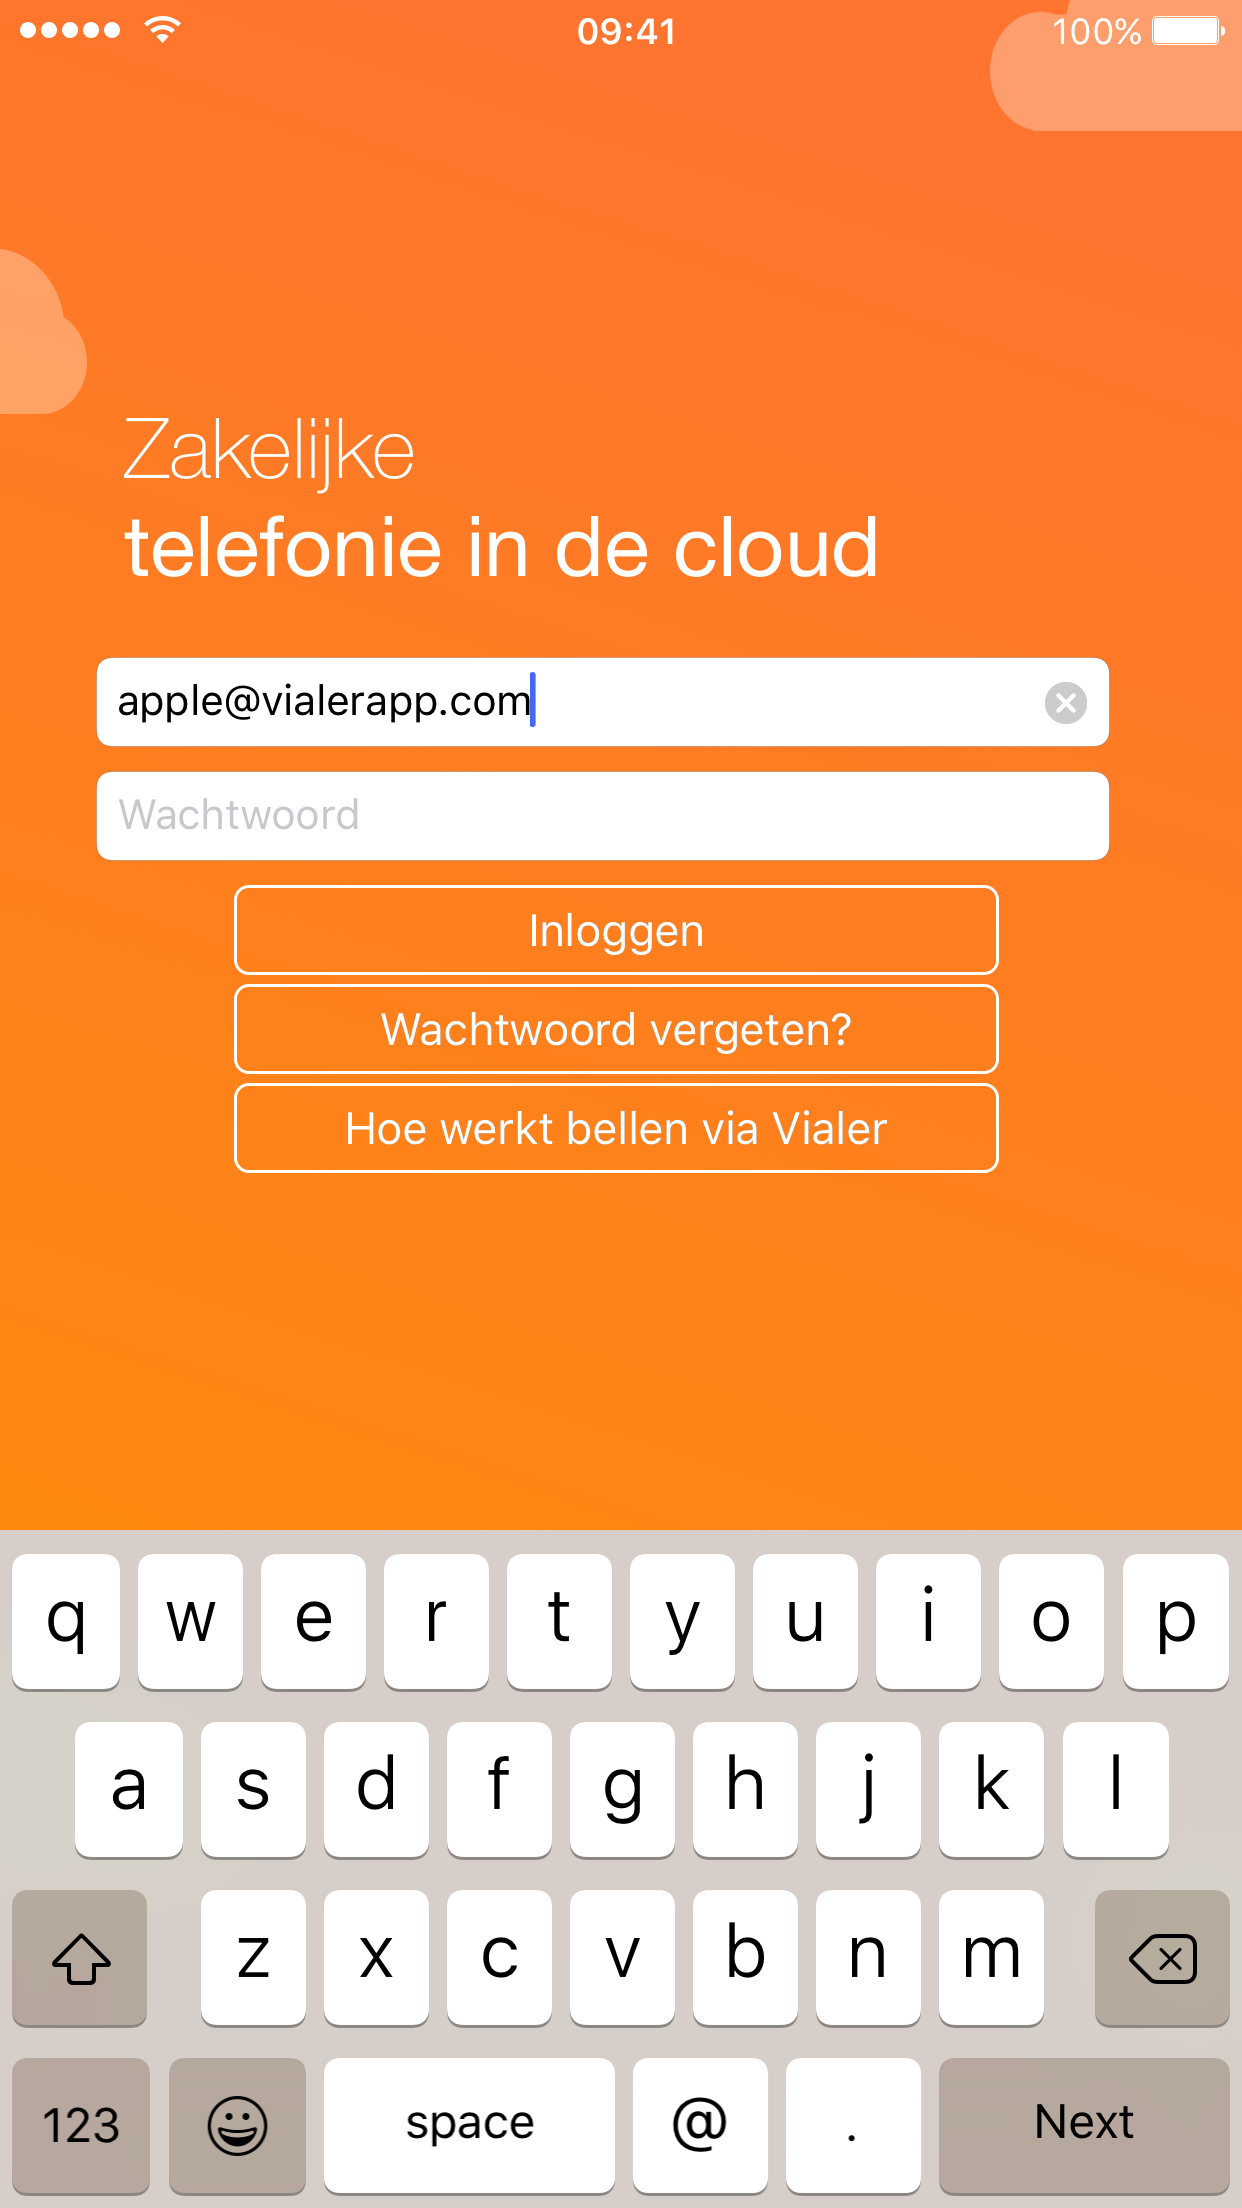 09:41
100%
Zakelijke
telefonie in de cloud
apple@vialerapp.com
Wachtwoord
Inloggen
Wachtwoord vergeten?
Hoe werkt bellen via Vialer
q w e r t y u i o p
a s d f g h j k l
z x c v b n m
123 space @ . Next